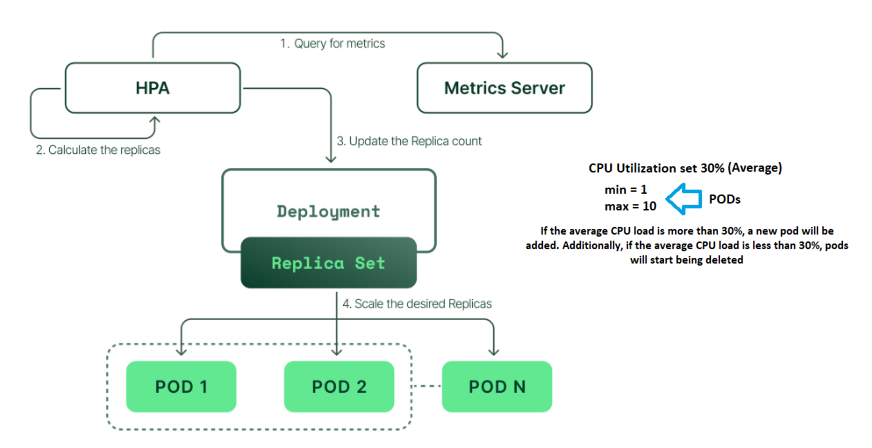 1. Query for metrics
HPA
Metrics Server
2. Calculate the replicas
3. Update the Replica count
Deployment
Replica Set
4. Scale the desired Replicas
POD 1
POD 2
POD N
CPU Utilization set 30% (Average)
min = 1
max = 10
PODs
If the average CPU load is more than 30%, a new pod will be
added. Additionally, if the average CPU load is less than 30%, pods
will start being deleted